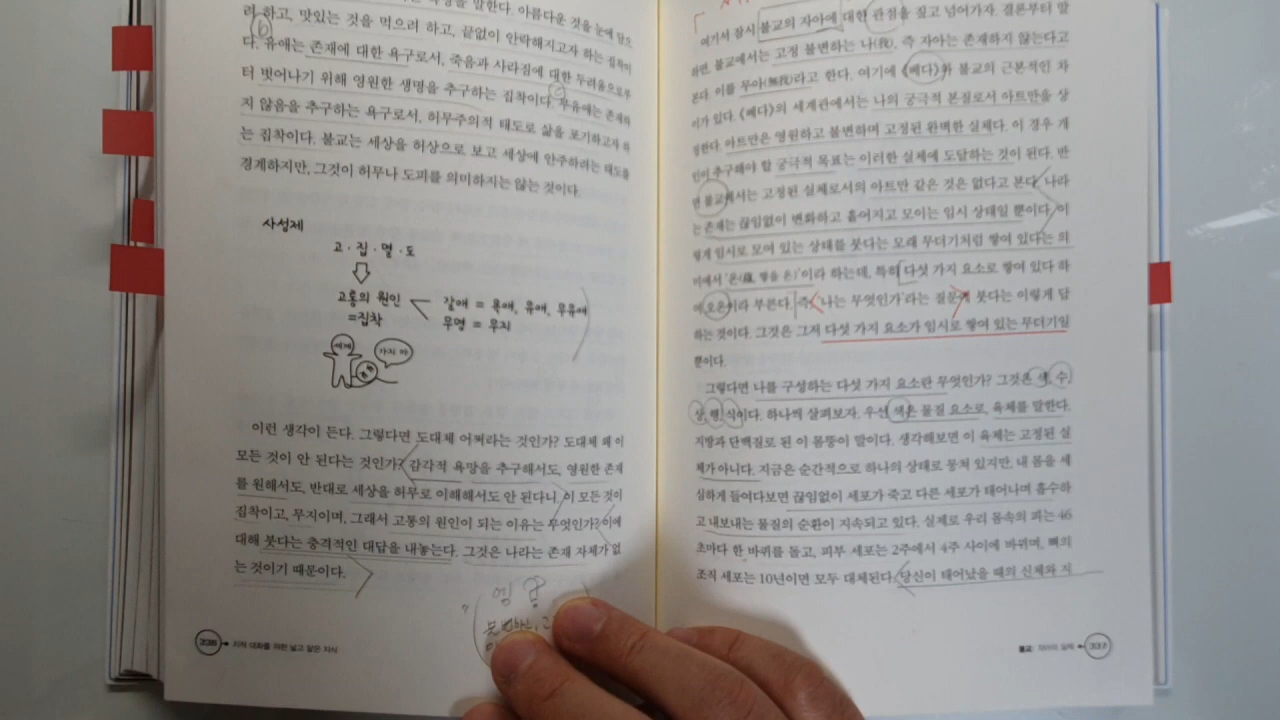 말한다. 아름다운 것을 눈에 담으
려 하고, 맛있는 것을 먹으려 하고, 끝없이 안락해지고자 하는 집착이
다. 유애는 존재에 대한 욕구로서, 죽음과 사라짐에 대한 두려움으로부
터 벗어나기 위해 영원한 생명을 추구하는 집착이다. 무유애는 존재하
지 않음을 추구하는 욕구로서, 허무주의적 태도로 삶을 포기하고자 하
는 집착이다. 불교는 세상을 허상으로 보고 세상에 안주하려는 태도를
경계하지만, 그것이 허무나 도피를 의미하지는 않는 것이다.
사성제
고·집·멸·도
고통의 원인
=집착
갈애 = 욕애, 유애, 무유애
무명 = 무지
가지 마
이런 생각이 든다. 그렇다면 도대체 어쩌라는 것인가? 도대체 왜 이
모든 것이 안 된다는 것인가? 감각적 욕망을 추구해서도, 영원한 존재
를 원해서도, 반대로 세상을 허무로 이해해서도 안 된다니. 이 모든 것이
집착이고, 무지이며, 그래서 고통의 원인이 되는 이유는 무엇인가? 이에
대해 붓다는 충격적인 대답을 내놓는다. 그것은 나라는 존재 자체가 없
는 것이기 때문이다.
336 지적 대화를 위한 넓고 얕은 지식
여기서 잠시 불교의 자아에 대한 관점을 짚고 넘어가자. 결론부터 말
하면, 불교에서는 고정 불변하는 나(我), 즉 자아는 존재하지 않는다고
본다. 이를 무아(無我)라고 한다. 여기에 《베다》와 불교의 근본적인 차
이가 있다. 《베다》의 세계관에서는 나의 궁극적 본질로서 아트만을 상
정한다. 아트만은 영원하고 불변하며 고정된 완벽한 실체다. 이 경우 개
인이 추구해야 할 궁극적 목표는 이러한 실체에 도달하는 것이 된다. 반
면 불교에서는 고정된 실체로서의 아트만 같은 것은 없다고 본다. 나라
는 존재는 끊임없이 변화하고 흩어지고 모이는 임시 상태일 뿐이다. 이
렇게 임시로 모여 있는 상태를 붓다는 모래 무더기처럼 쌓여 있다는 의
미에서 '온(蘊, 쌓을 온)'이라 하는데, 특히 다섯 가지 요소로 쌓여 있다 하
여 오온이라 부른다. 즉 '나는 무엇인가'라는 질문에 붓다는 이렇게 답
하는 것이다. 그것은 그저 다섯 가지 요소가 임시로 쌓여 있는 무더기일
뿐이다.
그렇다면 나를 구성하는 다섯 가지 요소란 무엇인가? 그것은 색, 수,
상, 행, 식이다. 하나씩 살펴보자. 우선 색은 물질 요소로, 육체를 말한다.
지방과 단백질로 된 이 몸뚱이 말이다. 생각해보면 이 육체는 고정된 실
체가 아니다. 지금은 순간적으로 하나의 상태로 뭉쳐 있지만, 내 몸을 세
심하게 들여다보면 끊임없이 세포가 죽고 다른 세포가 태어나며 흡수하
고 내보내는 물질의 순환이 지속되고 있다. 실제로 우리 몸속의 피는 46
초마다 한 바퀴를 돌고, 피부 세포는 2주에서 4주 사이에 바뀌며, 뼈의
조직 세포는 10년이면 모두 대체된다. 당신이 태어났을 때의 신체와 지
불교: 자아의 실체 337